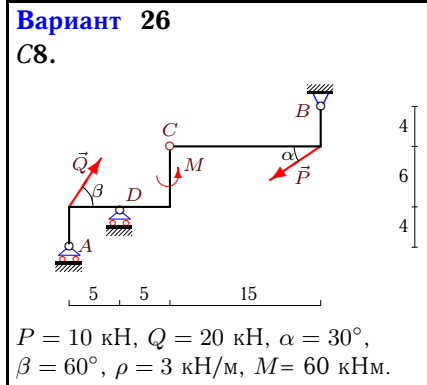 Вариант 26
C8.
B
C
4
Q⃗
M
α
β
P⃗
6
D
A
4
5 5 15
P = 10 кН, Q = 20 кН, α = 30°,
β = 60°, ρ = 3 кН/м, M= 60 кНм.